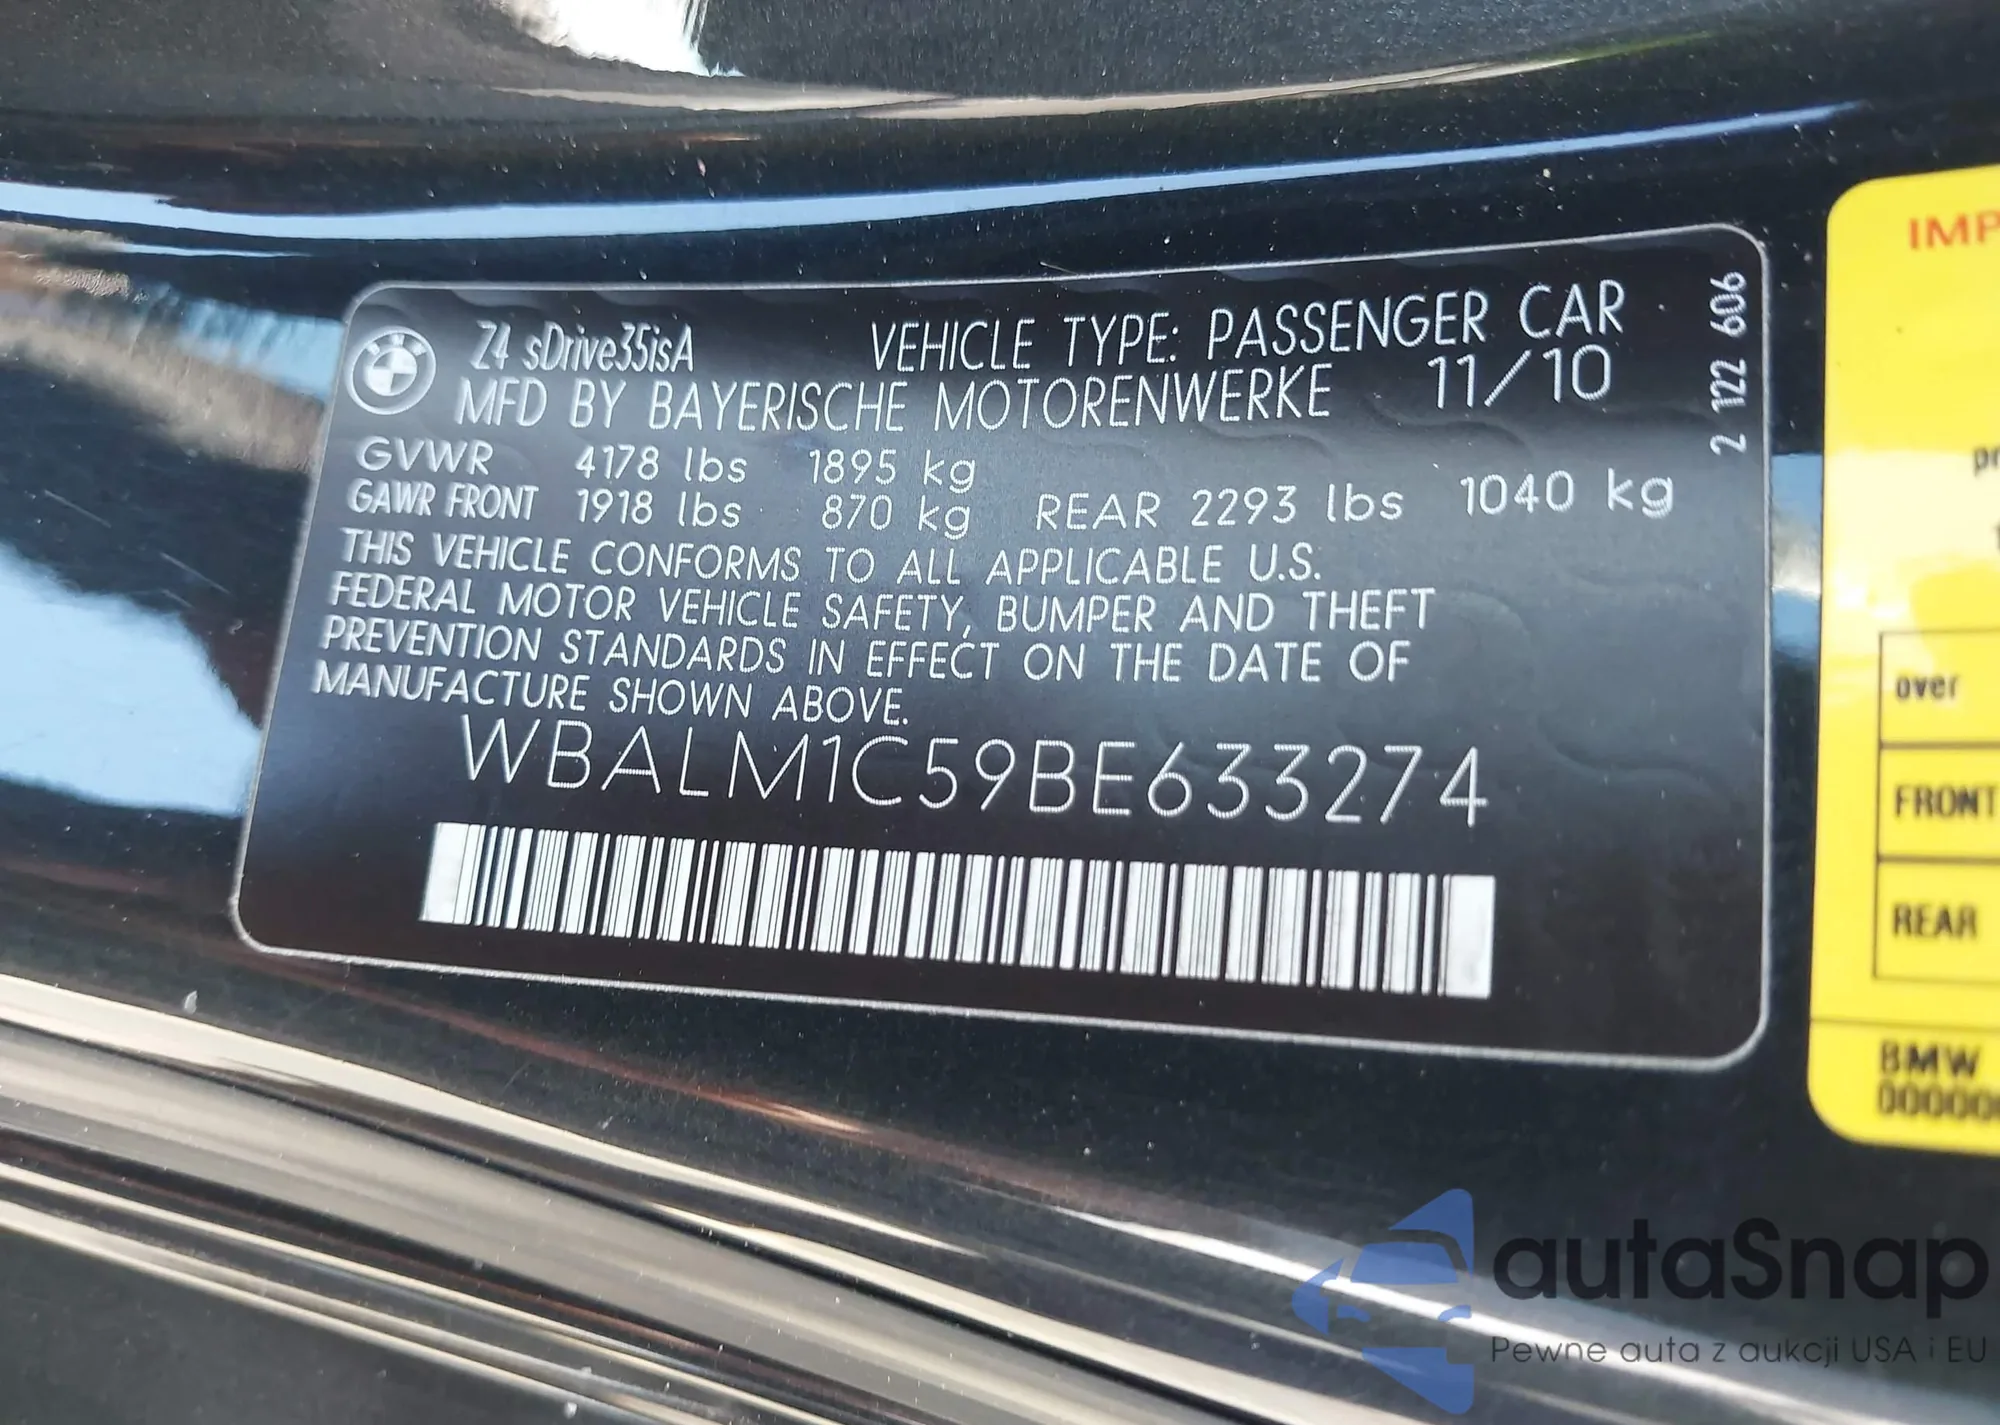 Z4 sDrive35isA VEHICLE TYPE: PASSENGER CAR
MFD BY BAYERISCHE MOTORENWERKE 11/10
2 122 606
GVWR 4178 lbs 1895 kg
GAWR FRONT 1918 lbs 870 kg REAR 2293 lbs 1040 kg
THIS VEHICLE CONFORMS TO ALL APPLICABLE U.S.
FEDERAL MOTOR VEHICLE SAFETY, BUMPER AND THEFT
PREVENTION STANDARDS IN EFFECT ON THE DATE OF
MANUFACTURE SHOWN ABOVE.
WBALM1C59BE633274
IMP
pr
over
FRONT
REAR
BMW
autaSnap
Pewne auta z aukcji USA i EU